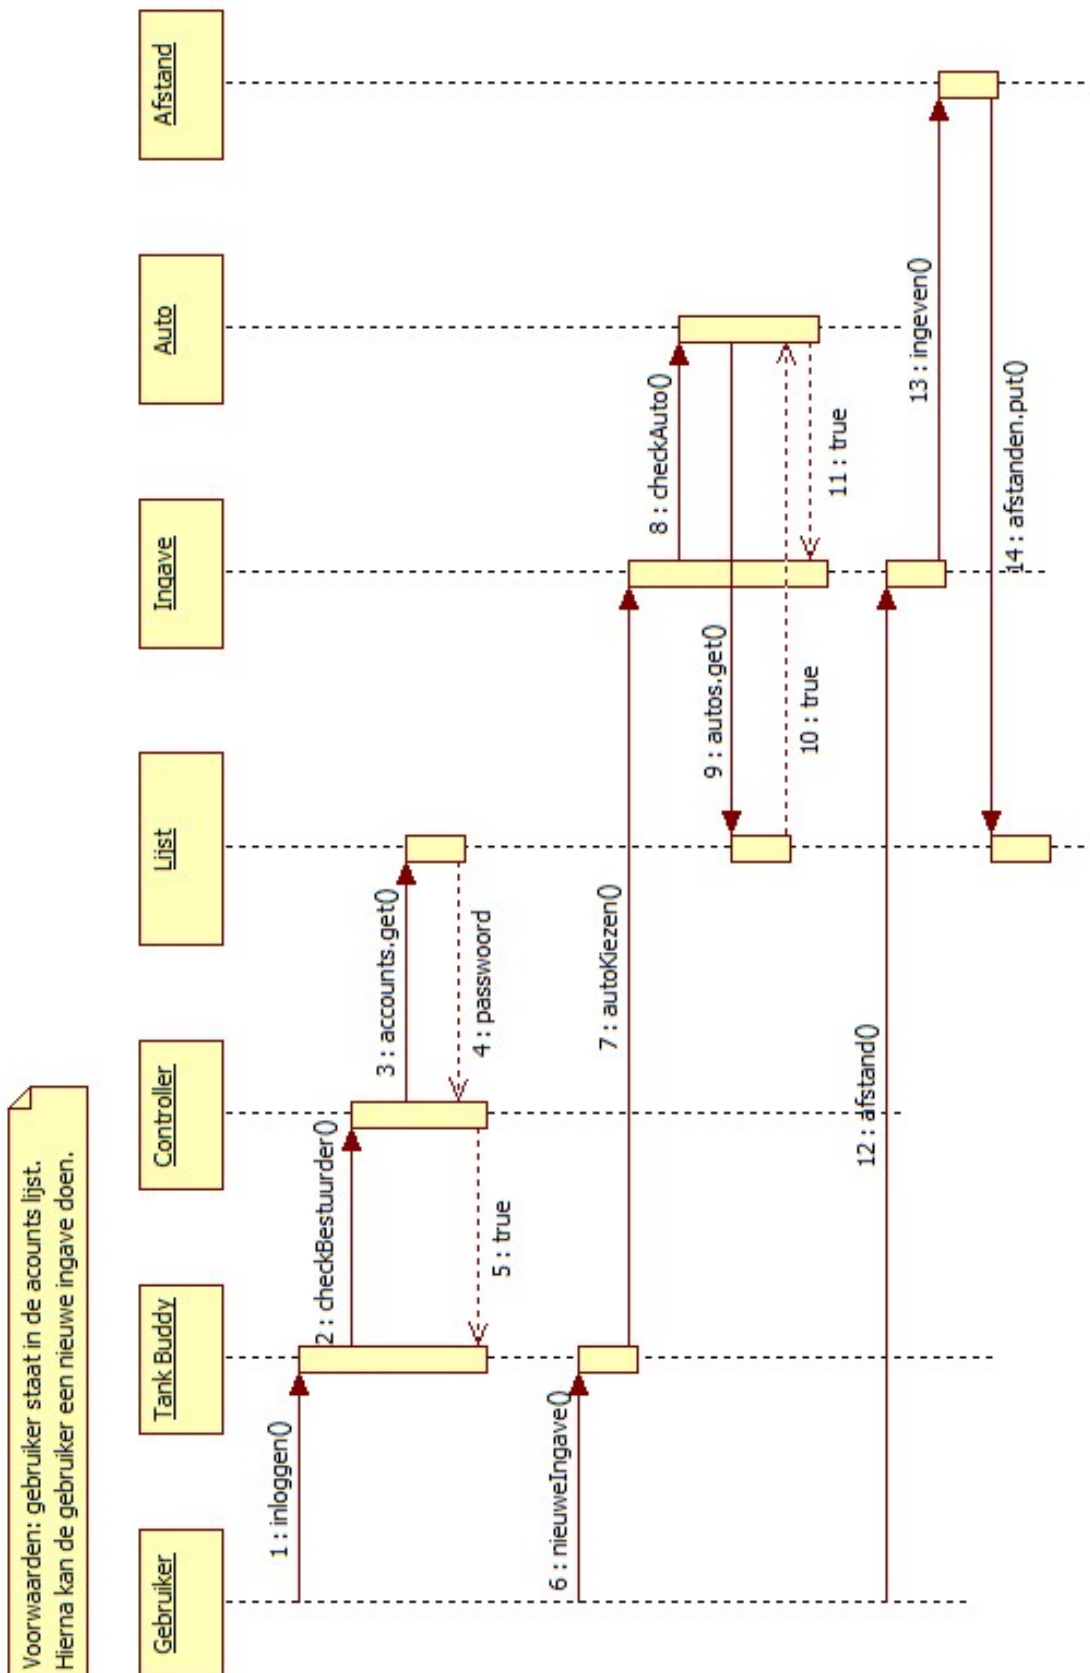 Voorwaarden: gebruiker staat in de acounts lijst.
Hierna kan de gebruiker een nieuwe ingave doen.
Gebruiker
Tank Buddy
Controller
Lijst
Ingave
Auto
Afstand
1 : inloggen()
2 : checkBestuurder()
3 : accounts.get()
4 : passwoord
5 : true
6 : nieuweIngave()
7 : autoKiezen()
8 : checkAuto()
9 : autos.get()
10 : true
11 : true
12 : afstand()
13 : ingeven()
14 : afstanden.put()